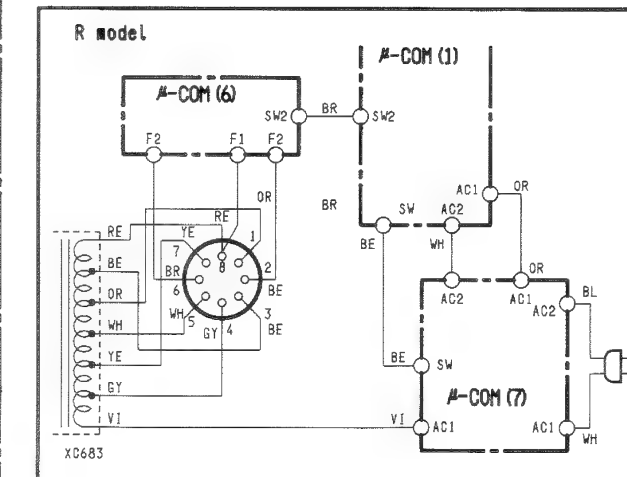 R model
μ-COM (1)
μ-COM (6)
SW2
BR
SW2
F2
F1
F2
OR
AC1
OR
BR
SW
AC2
RE
RE
YE
1
BE
WH
7
8
2
BE
OR
BR
6
BE
AC2
AC1
OR
BL
AC2
WH
WH
5
GY
4
3
BE
YE
BE
SW
GY
μ-COM (7)
VI
VI
AC1
AC1
WH
XC683